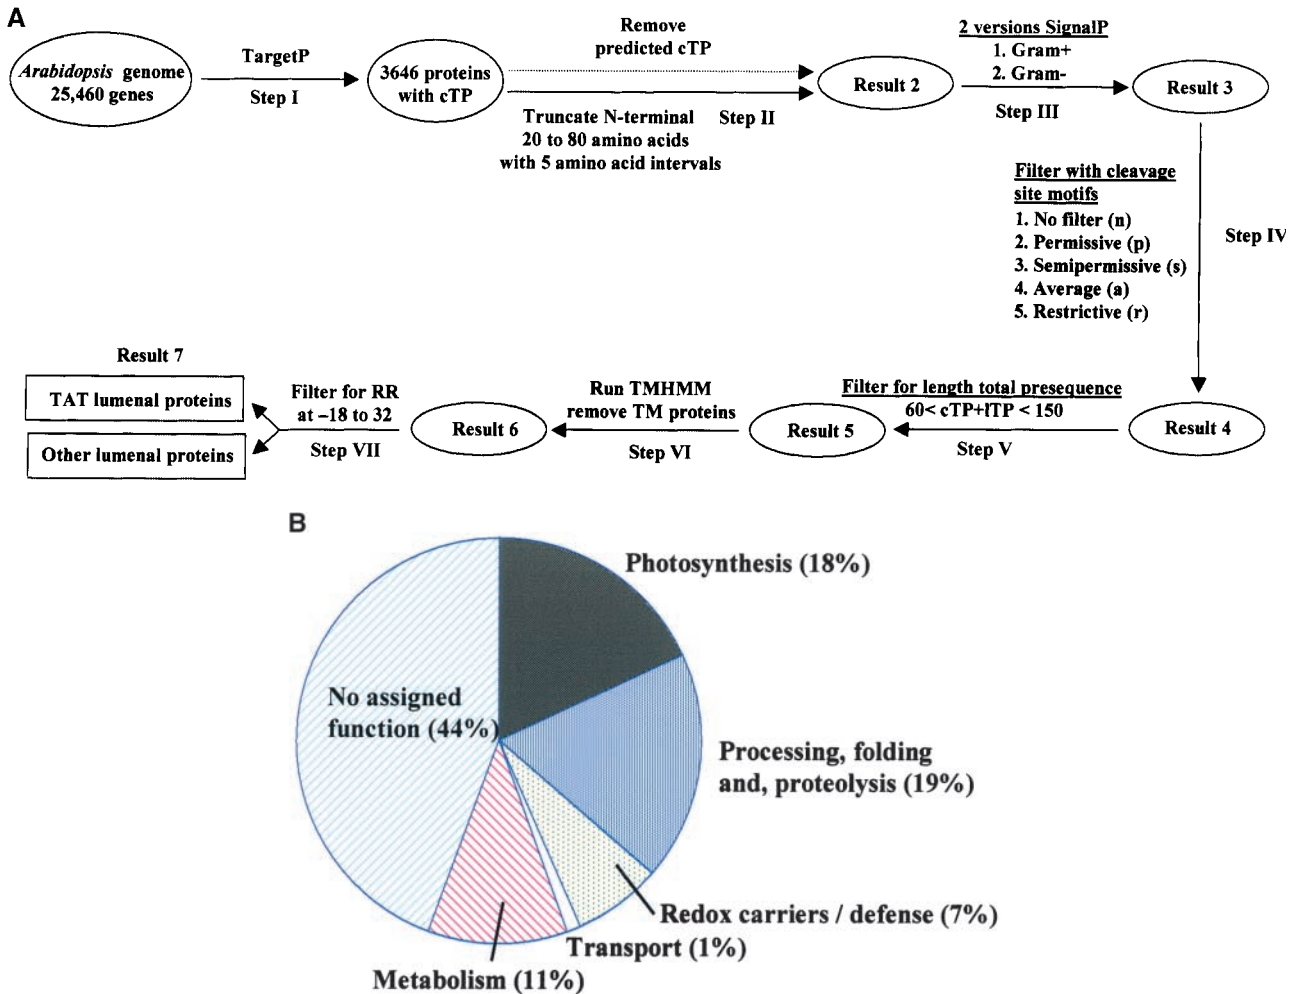 A
Arabidopsis genome
25,460 genes
TargetP
Step I
3646 proteins
with cTP
Remove
predicted cTP
Truncate N-terminal
Step II
20 to 80 amino acids
with 5 amino acid intervals
Result 2
2 versions SignalP
1. Gram+
2. Gram-
Step III
Result 3
Filter with cleavage
site motifs
1. No filter (n)
2. Permissive (p)
3. Semipermissive (s)
4. Average (a)
5. Restrictive (r)
Step IV
Result 4
Filter for length total presequence
60< cTP+lTP < 150
Step V
Result 5
Run TMHMM
remove TM proteins
Step VI
Result 6
Filter for RR
at –18 to 32
Step VII
Result 7
TAT lumenal proteins
Other lumenal proteins
B
Photosynthesis (18%)
Processing, folding
and, proteolysis (19%)
Redox carriers / defense (7%)
Transport (1%)
Metabolism (11%)
No assigned
function (44%)